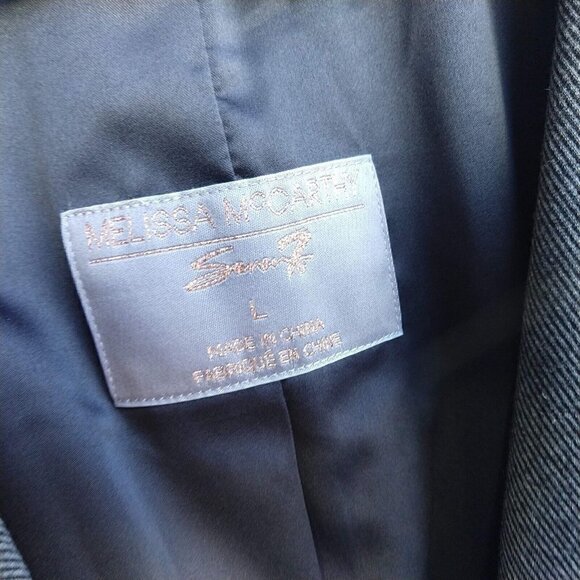 MELISSA McCARTHY
Seven7
L
MADE IN CHINA
FABRIQUÉ EN CHINE